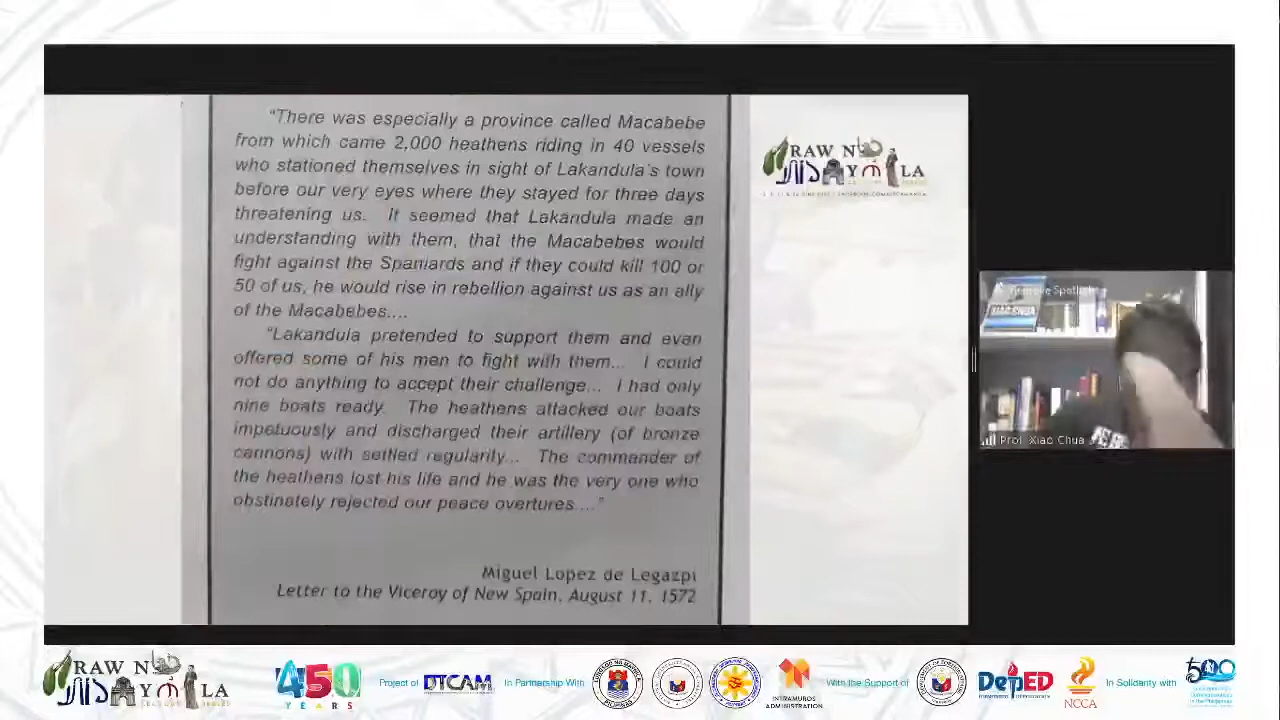 "There was especially a province called Macabebe
from which came 2,000 heathens riding in 40 vessels
who stationed themselves in sight of Lakandula's town
before our very eyes where they stayed for three days
threatening us. It seemed that Lakandula made an
understanding with them, that the Macabebes would
fight against the Spaniards and if they could kill 100 or
50 of us, he would rise in rebellion against us as an ally
of the Macabebes....
"Lakandula pretended to support them and even
offered some of his men to fight with them... I could
not do anything to accept their challenge... I had only
nine boats ready. The heathens attacked our boats
impetuously and discharged their artillery (of bronze
cannons) with settled regularity... The commander of
the heathens lost his life and he was the very one who
obstinately rejected our peace overtures...."
Miguel Lopez de Legazpi
Letter to the Viceroy of New Spain, August 11, 1572
XIAO CHUA
Prof. Xiao Chua
450
YEARS
Project of DTCAM
In Partnership With
INTRAMUROS
ADMINISTRATION
With the Support of
DepED
NCCA
In Solidarity with
500